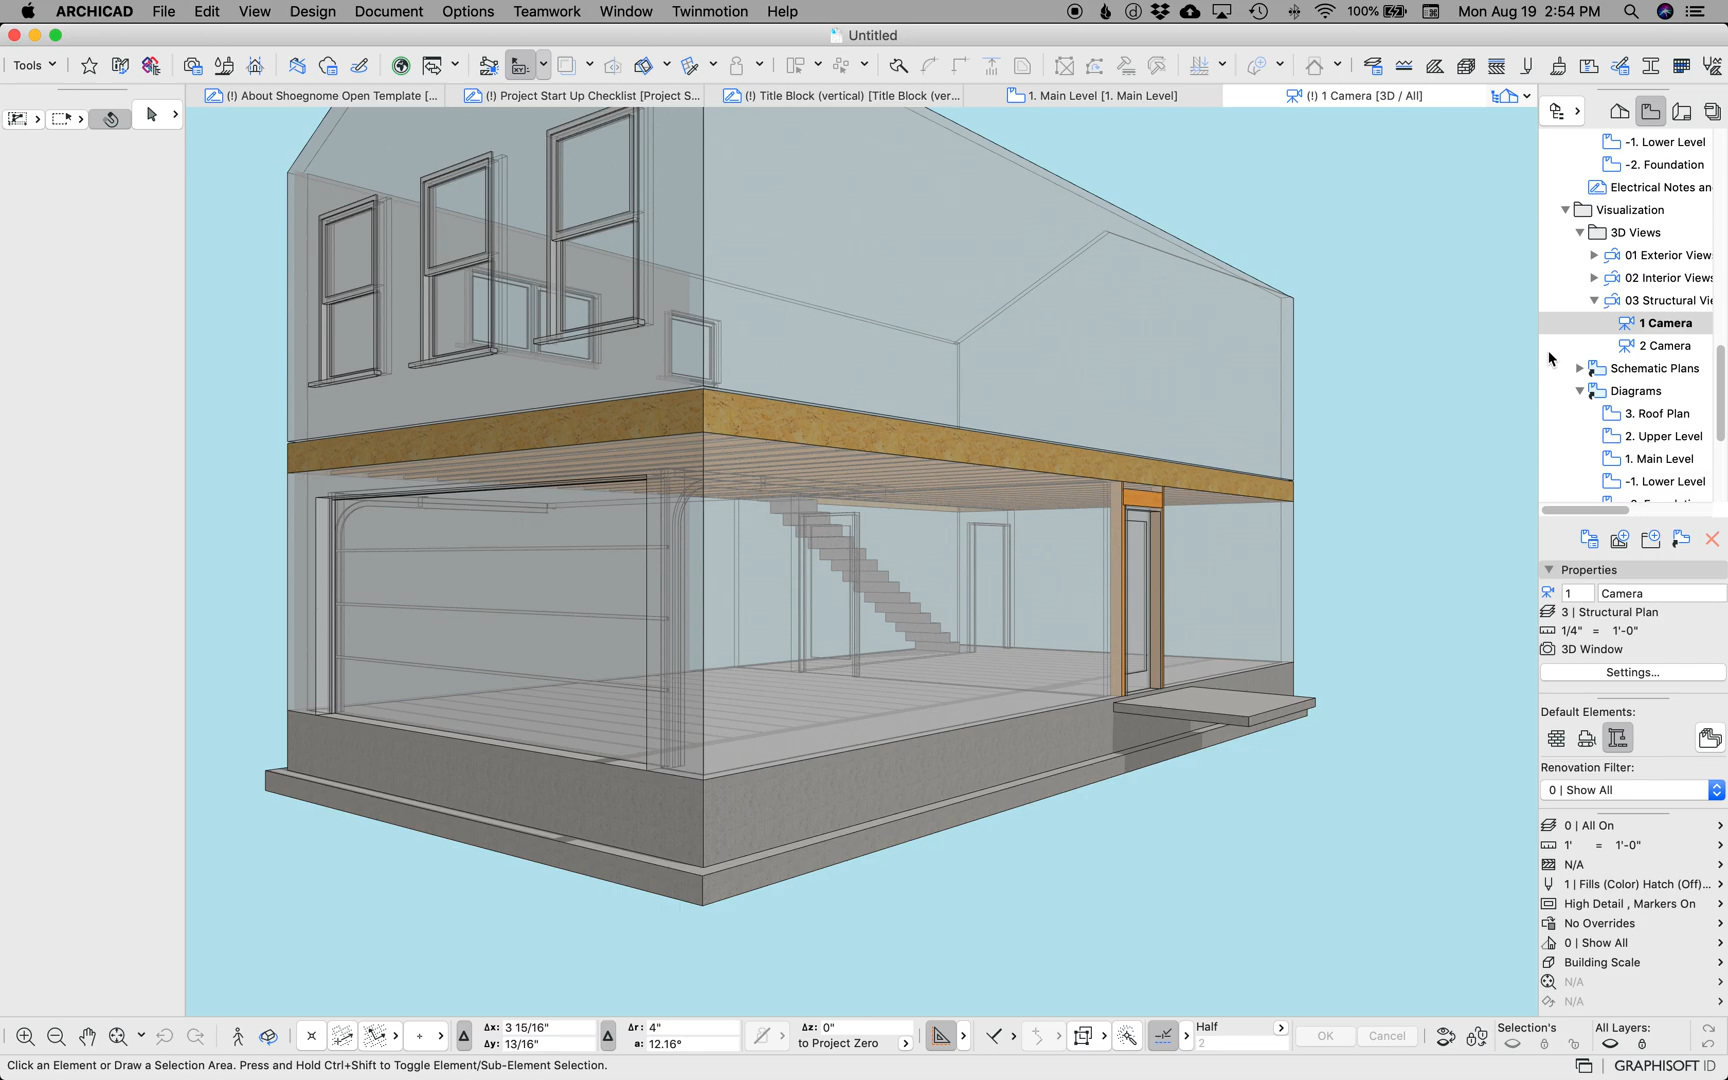 ARCHICAD File Edit View Design Document Options Teamwork Window Twinmotion Help 100% Mon Aug 19 2:54 PM
Untitled
Tools
(!) About Shoegnome Open Template [... (!) Project Start Up Checklist [Project S... (!) Title Block (vertical) [Title Block (ver... 1. Main Level [1. Main Level] (!) 1 Camera [3D / All]
-1. Lower Level
-2. Foundation
Electrical Notes an
Visualization
3D Views
01 Exterior View
02 Interior Views
03 Structural Vie
1 Camera
2 Camera
Schematic Plans
Diagrams
3. Roof Plan
2. Upper Level
1. Main Level
-1. Lower Level
Properties
1 Camera
3 | Structural Plan
1/4" = 1'-0"
3D Window
Settings...
Default Elements:
Renovation Filter:
0 | Show All
0 | All On
1' = 1'-0"
N/A
1 | Fills (Color) Hatch (Off)...
High Detail , Markers On
No Overrides
0 | Show All
Building Scale
N/A
N/A
Δx: 3 15/16" Δr: 4" Δz: 0" Half Selection's All Layers:
Δy: 13/16" a: 12.16° to Project Zero 2 OK Cancel
Click an Element or Draw a Selection Area. Press and Hold Ctrl+Shift to Toggle Element/Sub-Element Selection. GRAPHISOFT ID